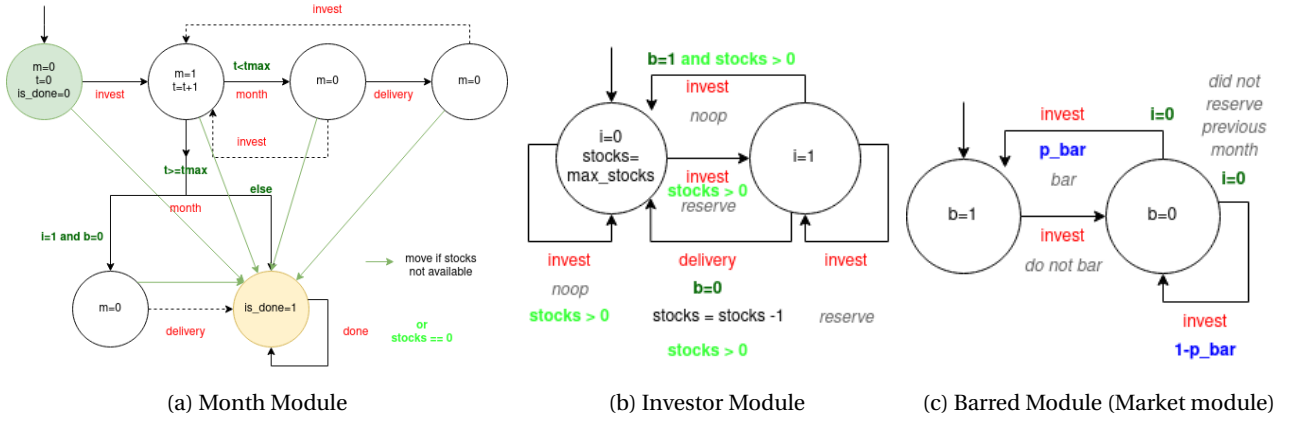 invest
m=0
t=0
is_done=0
invest
m=1
t=t+1
t<tmax
month
m=0
delivery
m=0
invest
t>=tmax
month
else
i=1 and b=0
m=0
delivery
is_done=1
done
move if stocks
not available
or
stocks == 0
(a) Month Module
b=1 and stocks > 0
invest
noop
i=0
stocks=
max_stocks
invest
stocks > 0
reserve
i=1
invest
noop
stocks > 0
delivery
b=0
stocks = stocks -1
stocks > 0
invest
reserve
(b) Investor Module
did not
reserve
previous
month
i=0
invest
i=0
p_bar
bar
b=1
invest
do not bar
b=0
invest
1-p_bar
(c) Barred Module (Market module)